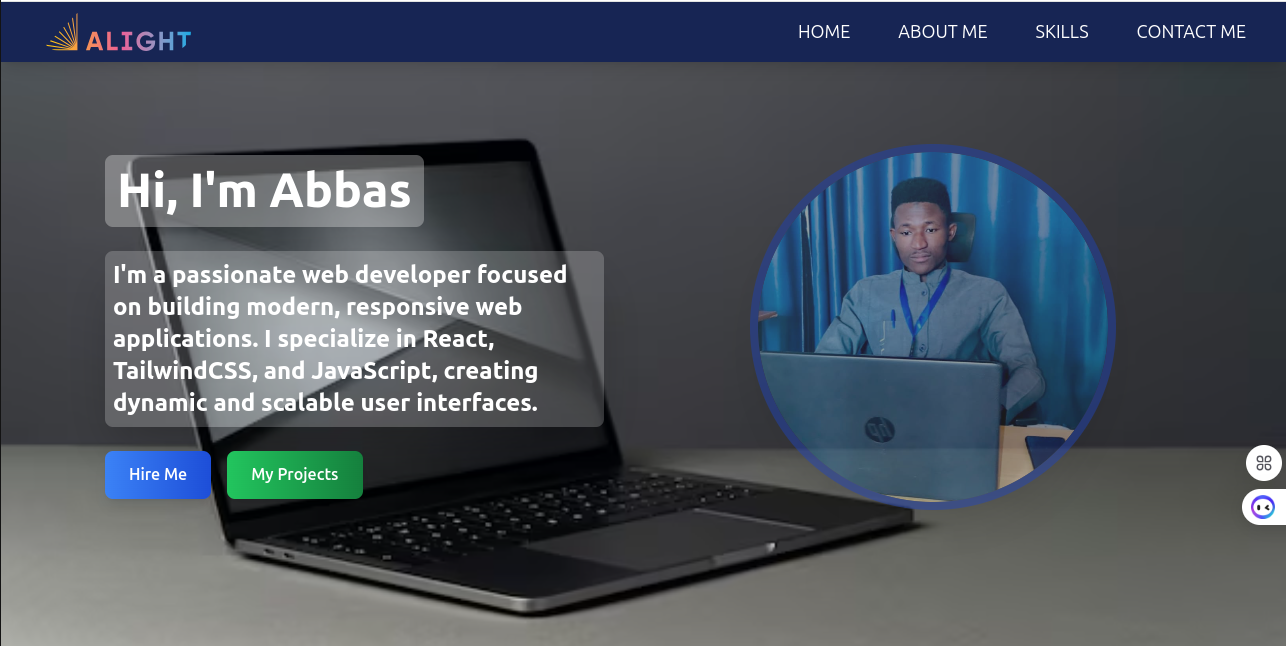 ALIGHT
HOME
ABOUT ME
SKILLS
CONTACT ME
Hi, I'm Abbas
I'm a passionate web developer focused
on building modern, responsive web
applications. I specialize in React,
TailwindCSS, and JavaScript, creating
dynamic and scalable user interfaces.
Hire Me
My Projects
hp